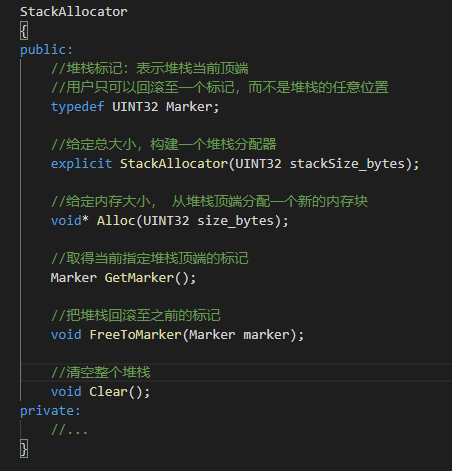 StackAllocator
{
public:
//堆栈标记：表示堆栈当前顶端
//用户只可以回滚至一个标记，而不是堆栈的任意位置
typedef UINT32 Marker;
//给定总大小，构建一个堆栈分配器
explicit StackAllocator(UINT32 stackSize_bytes);
//给定内存大小， 从堆栈顶端分配一个新的内存块
void* Alloc(UINT32 size_bytes);
//取得当前指定堆栈顶端的标记
Marker GetMarker();
//把堆栈回滚至之前的标记
void FreeToMarker(Marker marker);
//清空整个堆栈
void Clear();
private:
//...
}